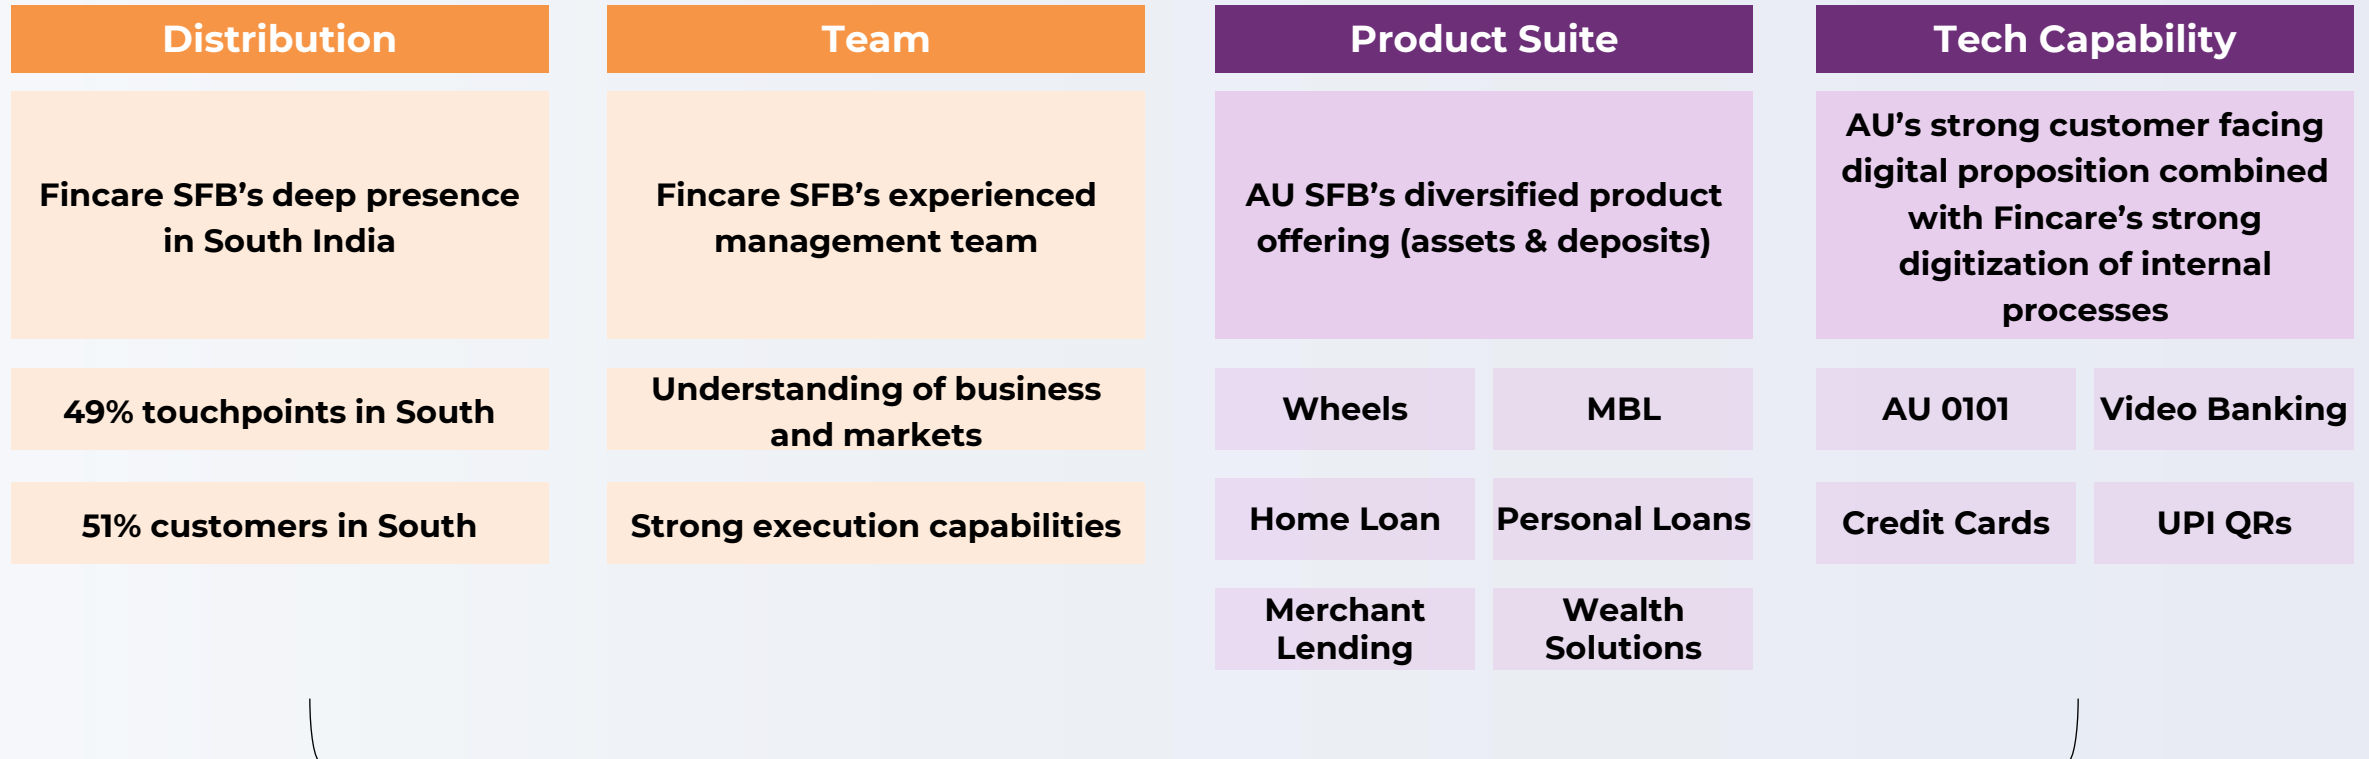 Distribution
Fincare SFB’s deep presence
in South India
49% touchpoints in South
51% customers in South
Team
Fincare SFB’s experienced
management team
Understanding of business
and markets
Strong execution capabilities
Product Suite
AU SFB’s diversified product
offering (assets & deposits)
Wheels
MBL
Home Loan
Personal Loans
Merchant
Lending
Wealth
Solutions
Tech Capability
AU’s strong customer facing
digital proposition combined
with Fincare’s strong
digitization of internal
processes
AU 0101
Video Banking
Credit Cards
UPI QRs